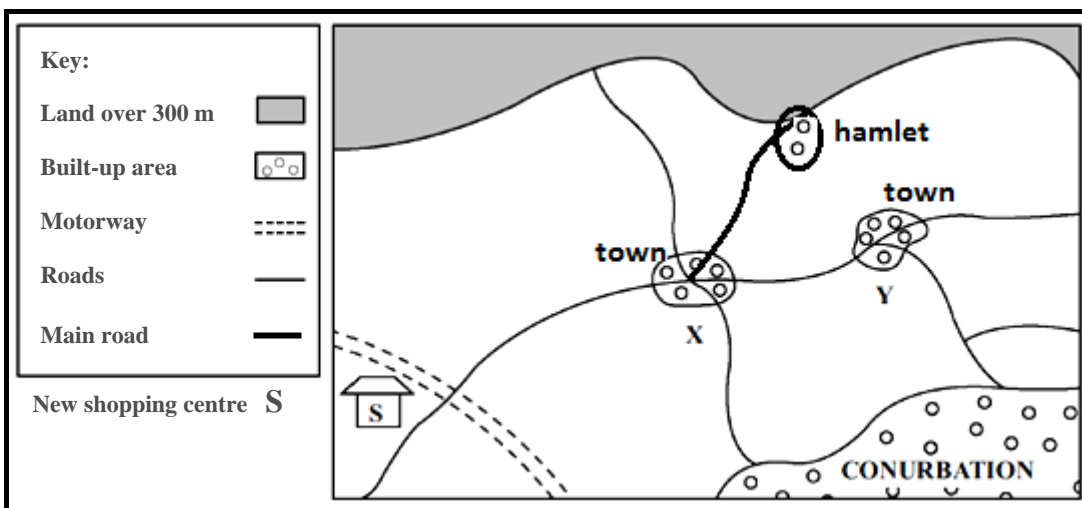 Key:
Land over 300 m
Built-up area
Motorway
Roads
Main road
New shopping centre S
hamlet
town
town
Y
X
S
CONURBATION